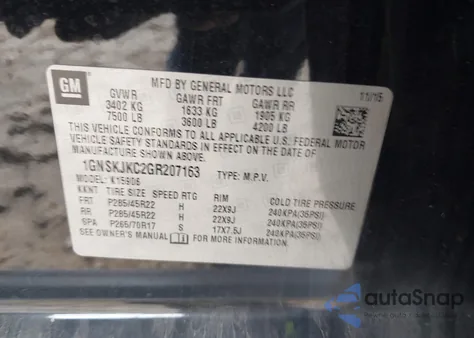 GM
MFD BY GENERAL MOTORS LLC
11/15
GVWR GAWR FRT GAWR RR
3402 KG 1633 KG 1905 KG
7500 LB 3600 LB 4200 LB
THIS VEHICLE CONFORMS TO ALL APPLICABLE U.S. FEDERAL MOTOR
VEHICLE SAFETY STANDARDS IN EFFECT ON THE DATE OF
MANUFACTURE SHOWN ABOVE.
1GNSKJKC2GR207163 TYPE: M.P.V.
MODEL: K15906
KKNT TIRE SIZE SPEED RTG RIM COLD TIRE PRESSURE
FRT P285/45R22 H 22X9J 240KPA(35PSI)
RR P285/45R22 H 22X9J 240KPA(35PSI)
SPA P265/70R17 S 17X7.5J 240KPA(35PSI)
SEE OWNER'S MANUAL FOR MORE INFORMATION.
autoSnap